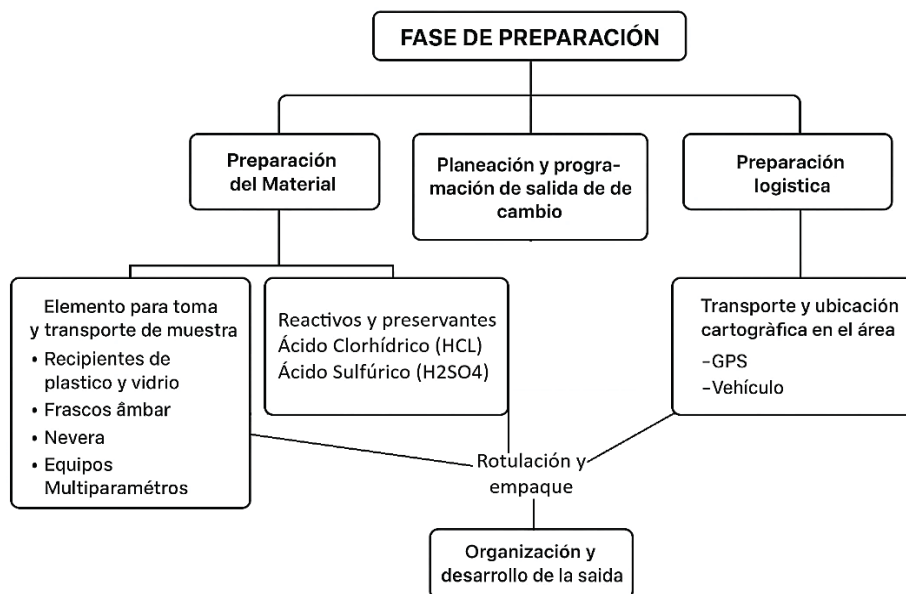 FASE DE PREPARACIÓN
Preparación
del Material
Planeación y progra-
mación de salida de de
cambio
Preparación
logistica
Elemento para toma
y transporte de muestra
• Recipientes de
plastico y vidrio
• Frascos âmbar
• Nevera
• Equipos
Multiparamétros
Reactivos y preservantes
Ácido Clorhídrico (HCL)
Ácido Sulfúrico (H2SO4)
Transporte y ubicación
cartogràfica en el área
–GPS
–Vehículo
Rotulación y
empaque
Organización y
desarrollo de la saida